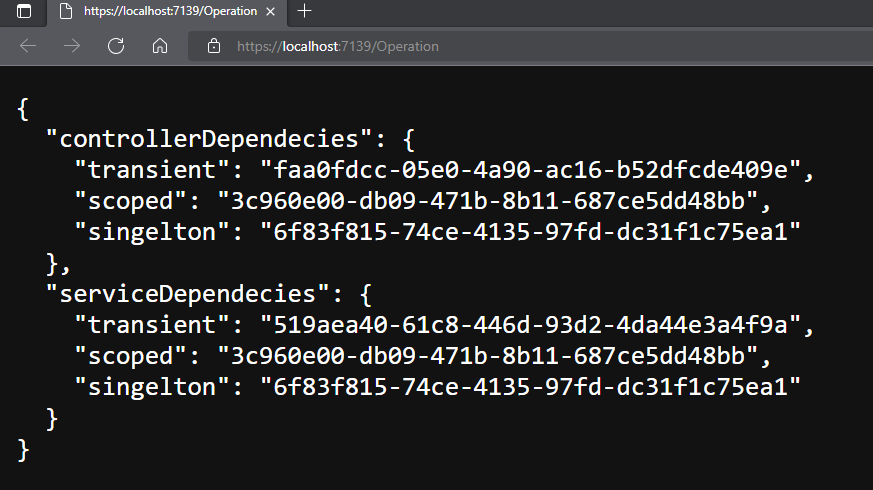 https://localhost:7139/Operation
https://localhost:7139/Operation
{
  "controllerDependecies": {
    "transient": "faa0fdcc-05e0-4a90-ac16-b52dfcde409e",
    "scoped": "3c960e00-db09-471b-8b11-687ce5dd48bb",
    "singelton": "6f83f815-74ce-4135-97fd-dc31f1c75ea1"
  },
  "serviceDependecies": {
    "transient": "519aea40-61c8-446d-93d2-4da44e3a4f9a",
    "scoped": "3c960e00-db09-471b-8b11-687ce5dd48bb",
    "singelton": "6f83f815-74ce-4135-97fd-dc31f1c75ea1"
  }
}